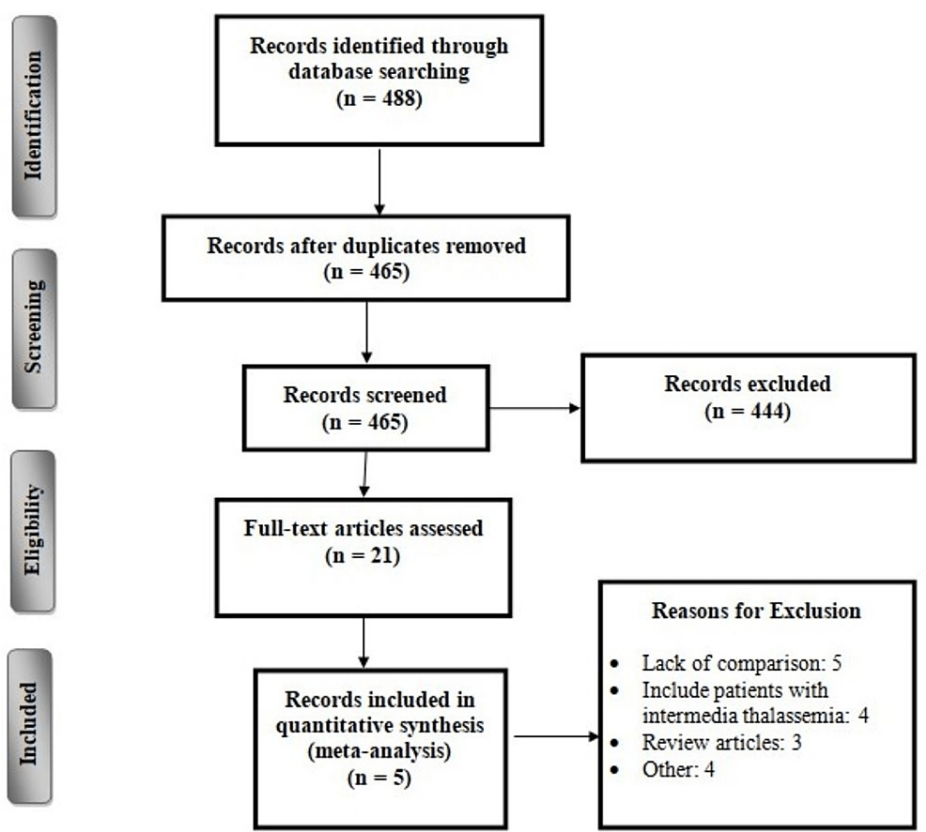 Identification
Records identified through
database searching
(n = 488)
Records after duplicates removed
(n = 465)
Screening
Records screened
(n = 465)
Records excluded
(n = 444)
Eligibility
Full-text articles assessed
(n = 21)
Included
Records included in
quantitative synthesis
(meta-analysis)
(n = 5)
Reasons for Exclusion
• Lack of comparison: 5
• Include patients with
intermedia thalassemia: 4
• Review articles: 3
• Other: 4